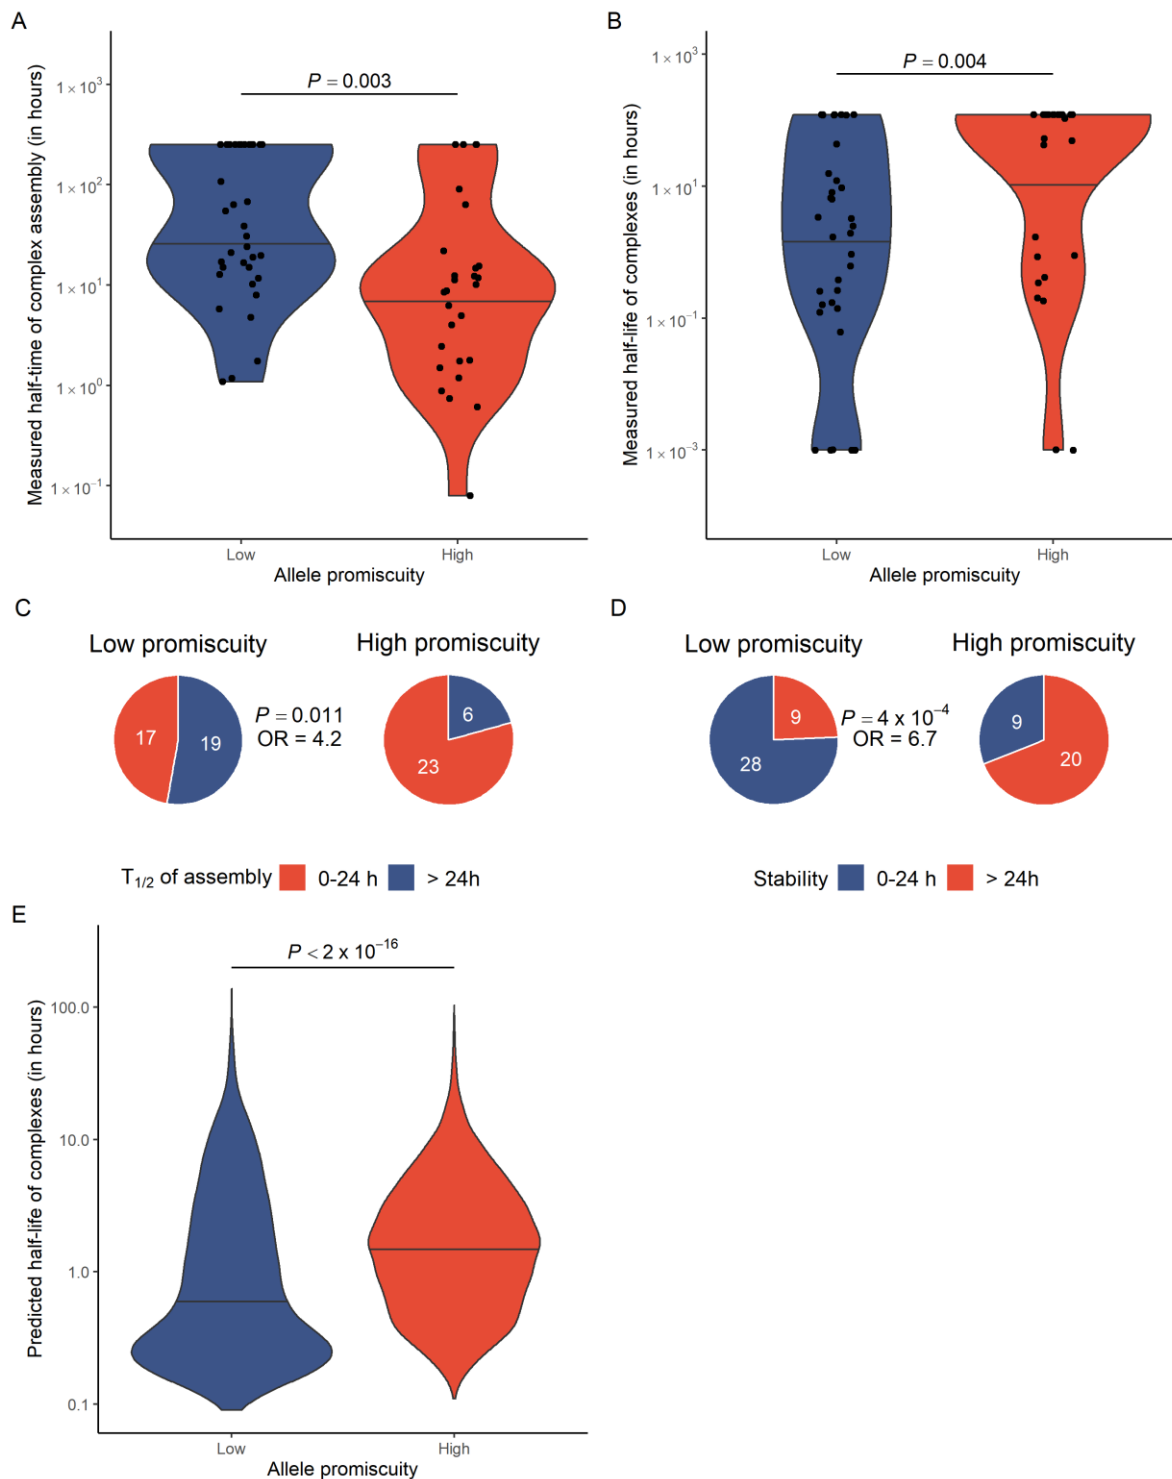 A
Measured half-time of complex assembly (in hours)
1 × 10³
1 × 10²
1 × 10¹
1 × 10⁰
1 × 10⁻¹
P = 0.003
Low
High
Allele promiscuity
B
Measured half-life of complexes (in hours)
1 × 10³
1 × 10¹
1 × 10⁻¹
1 × 10⁻³
P = 0.004
Low
High
Allele promiscuity
C
Low promiscuity
High promiscuity
17
19
P = 0.011
OR = 4.2
6
23
T1/2 of assembly 0-24 h > 24h
D
Low promiscuity
High promiscuity
9
28
P = 4 x 10⁻⁴
OR = 6.7
9
20
Stability 0-24 h > 24h
E
Predicted half-life of complexes (in hours)
100.0
10.0
1.0
0.1
P < 2 x 10⁻¹⁶
Low
High
Allele promiscuity